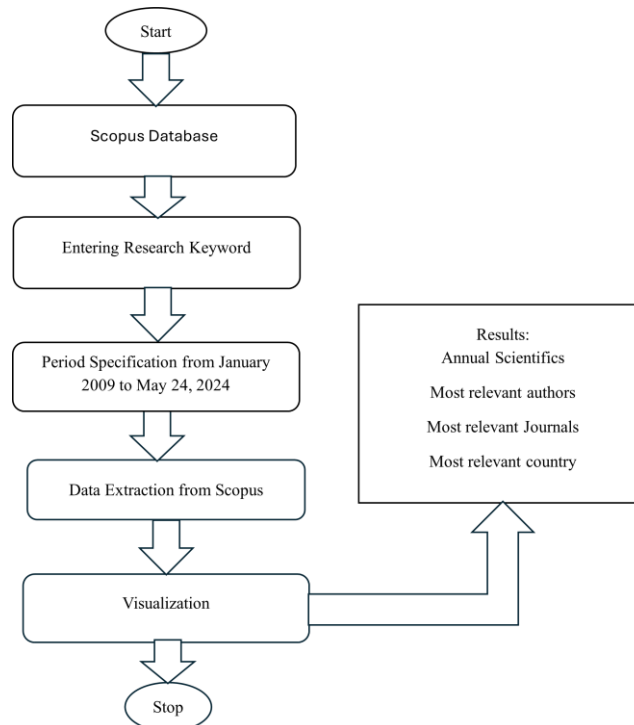 Start
Scopus Database
Entering Research Keyword
Period Specification from January
2009 to May 24, 2024
Data Extraction from Scopus
Visualization
Stop
Results:
Annual Scientifics
Most relevant authors
Most relevant Journals
Most relevant country